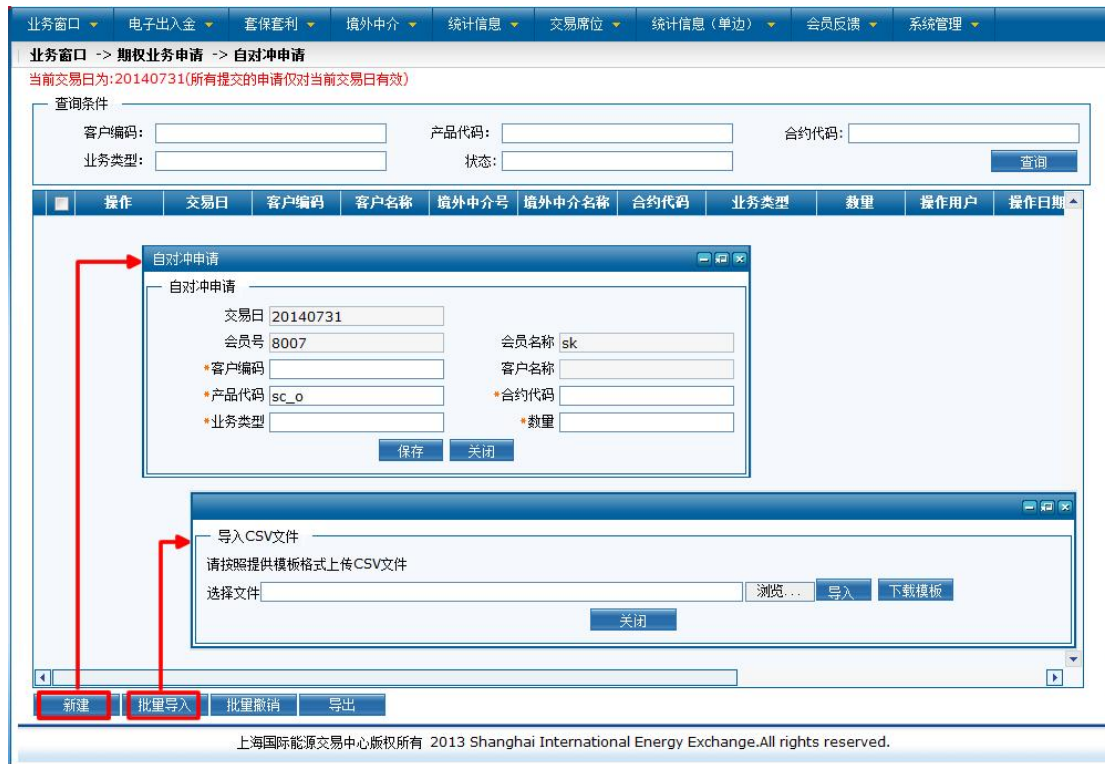 业务窗口 电子出入金 套保套利 境外中介 统计信息 交易席位 统计信息（单边） 会员反馈 系统管理
业务窗口 -> 期权业务申请 -> 自对冲申请
当前交易日为:20140731(所有提交的申请仅对当前交易日有效)
查询条件
客户编码: 产品代码: 合约代码:
业务类型: 状态: 查询
操作 交易日 客户编码 客户名称 境外中介号 境外中介名称 合约代码 业务类型 数量 操作用户 操作日期
自对冲申请
自对冲申请
交易日 20140731
会员号 8007 会员名称 sk
*客户编码 客户名称
*产品代码 sc_o *合约代码
*业务类型 *数量
保存 关闭
导入CSV文件
请按照提供模板格式上传CSV文件
选择文件 浏览... 导入 下载模板
关闭
新建 批量导入 批量撤销 导出
上海国际能源交易中心版权所有 2013 Shanghai International Energy Exchange.All rights reserved.